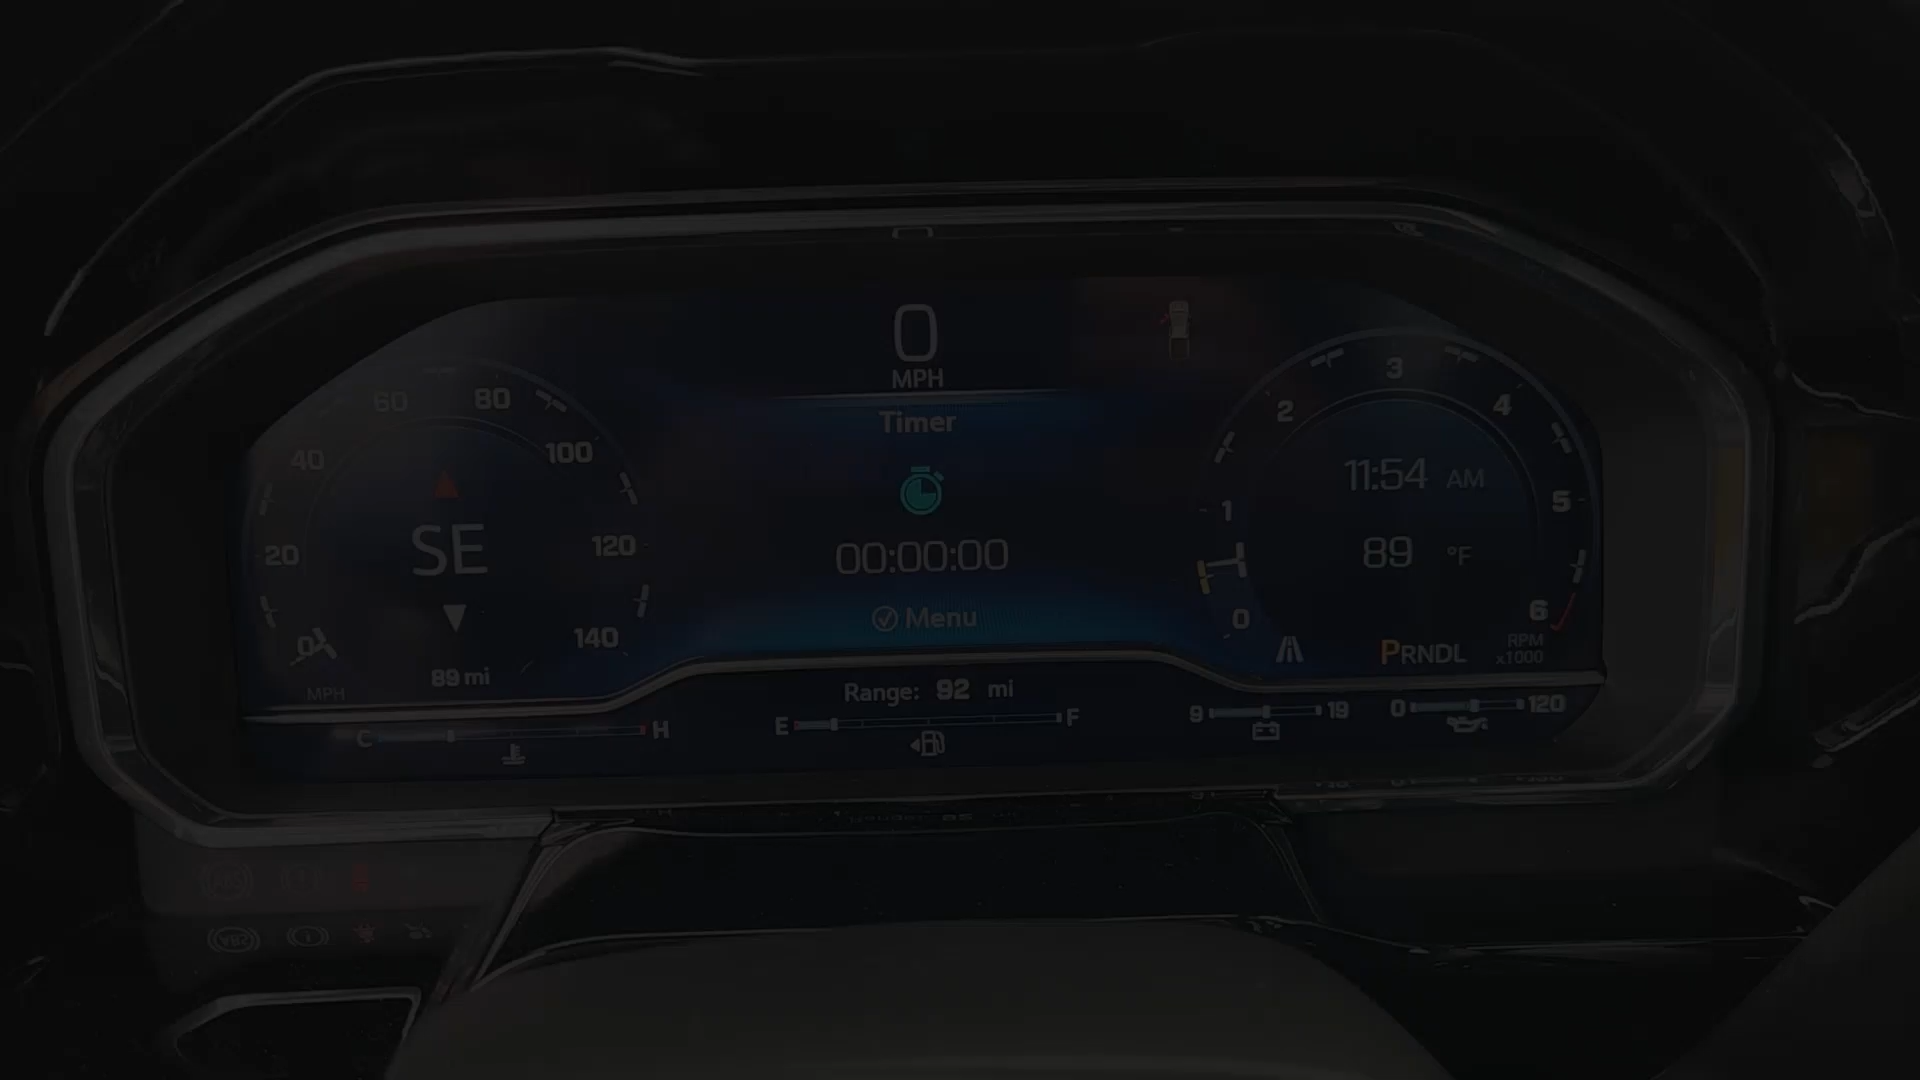 0
MPH
Timer
00:00:00
Menu
0
20
40
60
80
100
120
140
SE
89 mi
MPH
0
1
2
3
4
5
6
11:54 AM
89 °F
PRNDL
RPM
x1000
Range: 92 mi
C H
E F
9 19
0 120